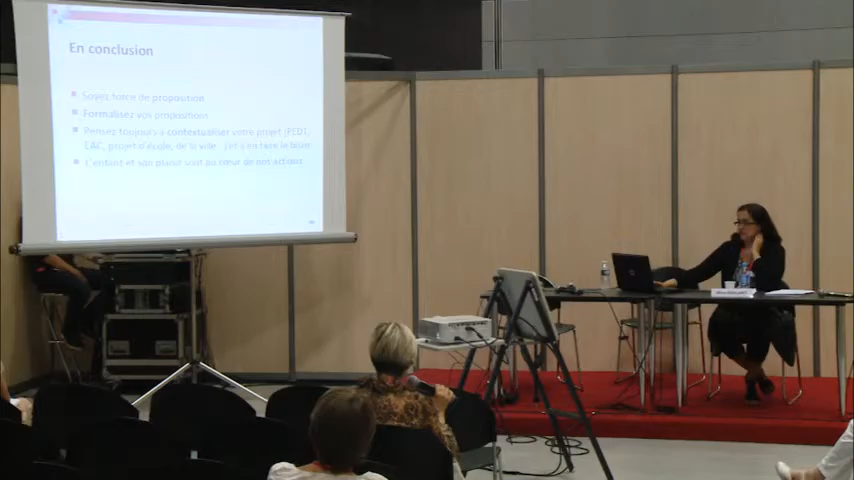 En conclusion
Soyez force de proposition
Formalisez vos propositions
Pensez toujours à contextualiser votre projet (PEDT,
projet d'école, de la ville
L'enfant et son plaisir sont au cœur de nos actions